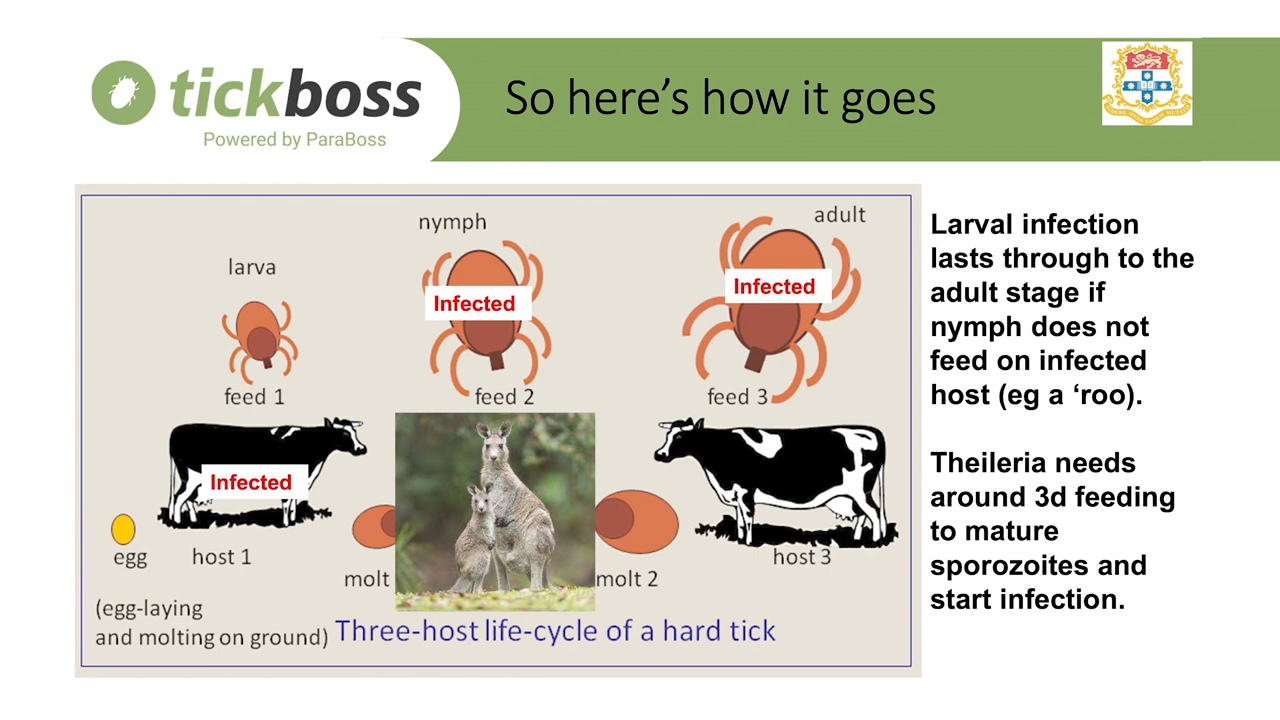 tickboss
Powered by ParaBoss
So here's how it goes
nymph
adult
larva
Infected
Infected
feed 1
feed 2
feed 3
Infected
egg
host 1
molt
molt 2
host 3
(egg-laying
and molting on ground)
Three-host life-cycle of a hard tick
Larval infection
lasts through to the
adult stage if
nymph does not
feed on infected
host (eg a ‘roo).
Theileria needs
around 3d feeding
to mature
sporozoites and
start infection.